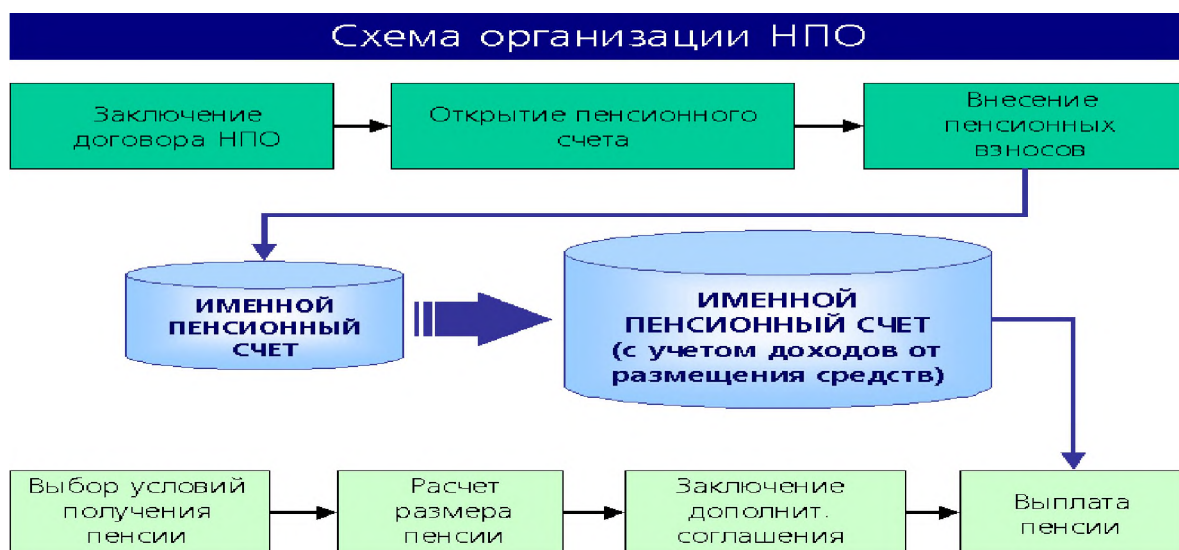 Схема организации НПО
Заключение
договора НПО
Открытие пенсионного
счета
Внесение
пенсионных
взносов
ИМЕННОЙ
ПЕНСИОННЫЙ
СЧЕТ
ИМЕННОЙ
ПЕНСИОННЫЙ СЧЕТ
(с учетом доходов от
размещения средств)
Выбор условий
получения
пенсии
Расчет
размера
пенсии
Заключение
дополнит.
соглашения
Выплата
пенсии